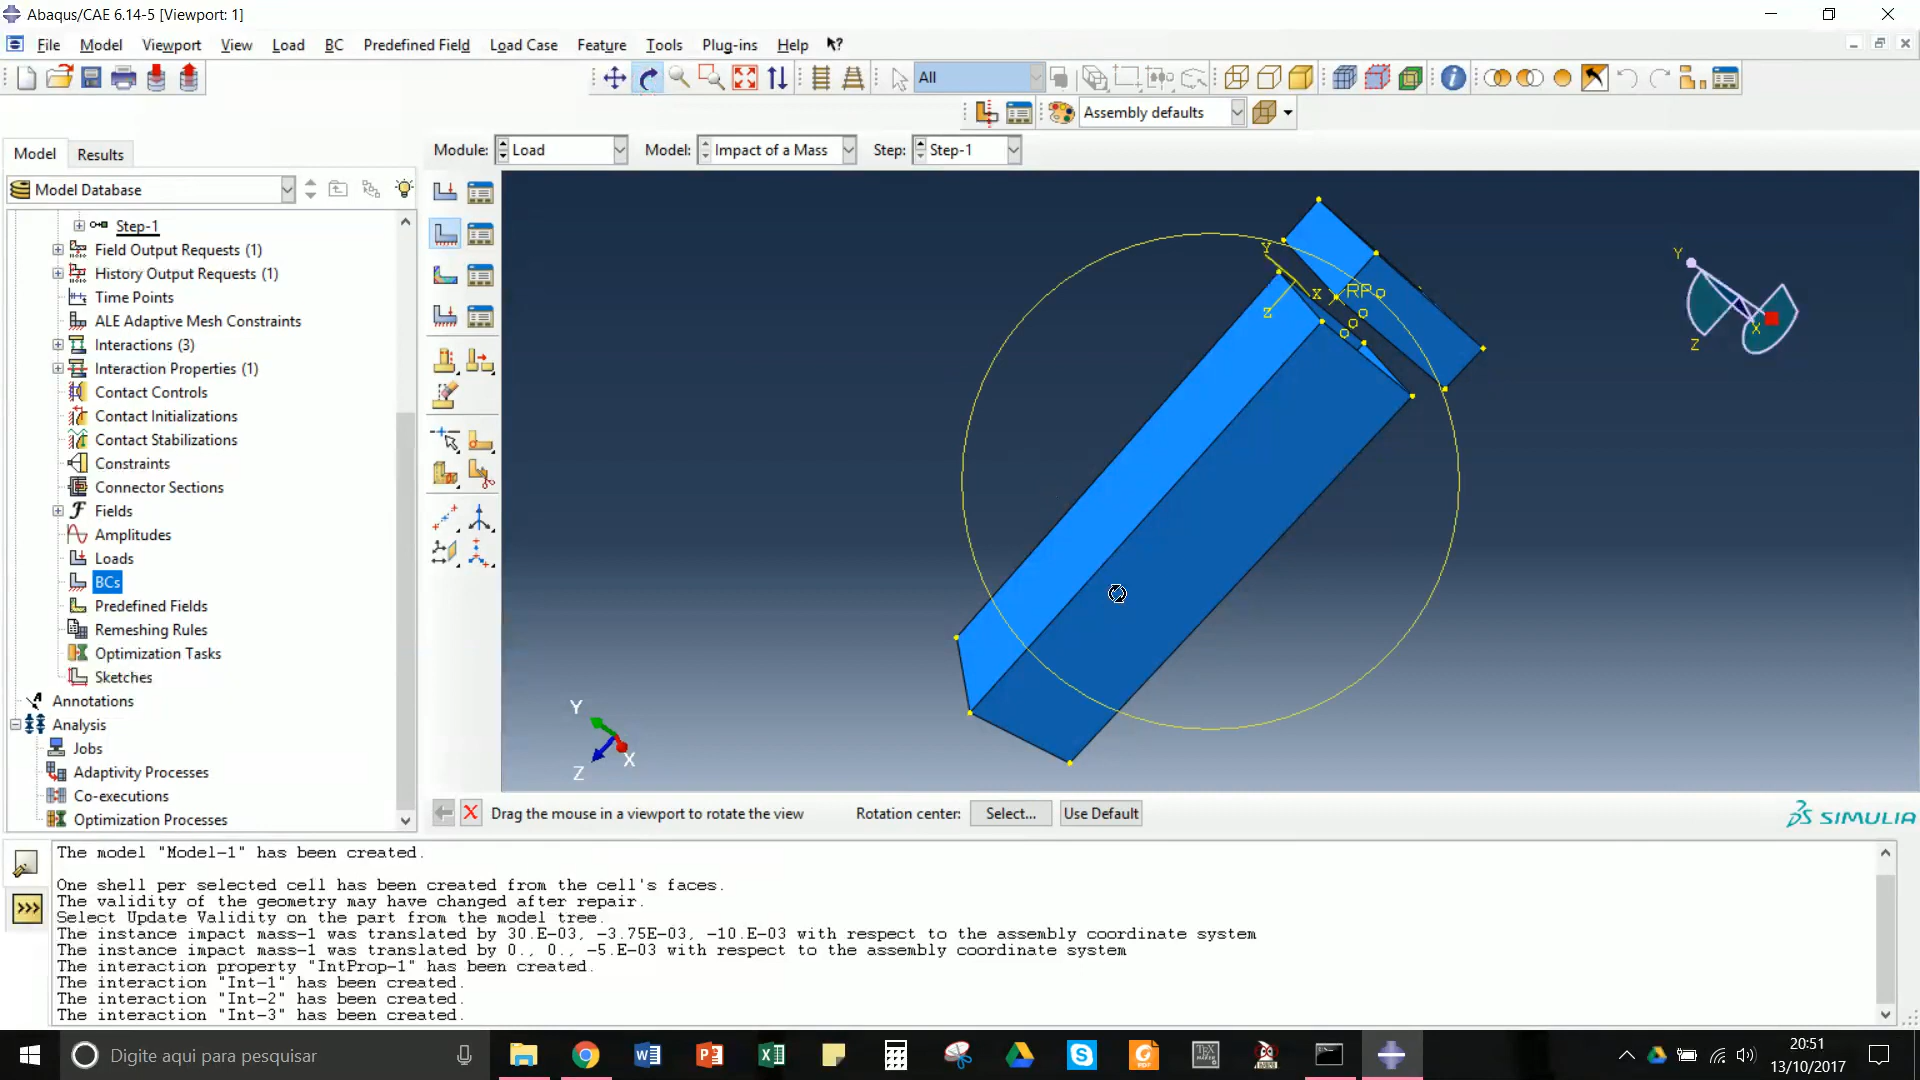 Abaqus/CAE 6.14-5 [Viewport: 1]
File Model Viewport View Load BC Predefined Field Load Case Feature Tools Plug-ins Help
All
Assembly defaults
Model Results
Module: Load Model: Impact of a Mass Step: Step-1
Model Database
Step-1
Field Output Requests (1)
History Output Requests (1)
Time Points
ALE Adaptive Mesh Constraints
Interactions (3)
Interaction Properties (1)
Contact Controls
Contact Initializations
Contact Stabilizations
Constraints
Connector Sections
Fields
Amplitudes
Loads
BCs
Predefined Fields
Remeshing Rules
Optimization Tasks
Sketches
Annotations
Analysis
Jobs
Adaptivity Processes
Co-executions
Optimization Processes
Y
X
Z
RP
Y
X
Z
Y
X
Z
Drag the mouse in a viewport to rotate the view Rotation center: Select... Use Default
SIMULIA
The model "Model-1" has been created.
One shell per selected cell has been created from the cell's faces.
The validity of the geometry may have changed after repair.
Select Update Validity on the part from the model tree.
The instance impact mass-1 was translated by 30.E-03, -3.75E-03, -10.E-03 with respect to the assembly coordinate system
The instance impact mass-1 was translated by 0., 0., -5.E-03 with respect to the assembly coordinate system
The interaction property "IntProp-1" has been created.
The interaction "Int-1" has been created.
The interaction "Int-2" has been created.
The interaction "Int-3" has been created.
Digite aqui para pesquisar
20:51
13/10/2017